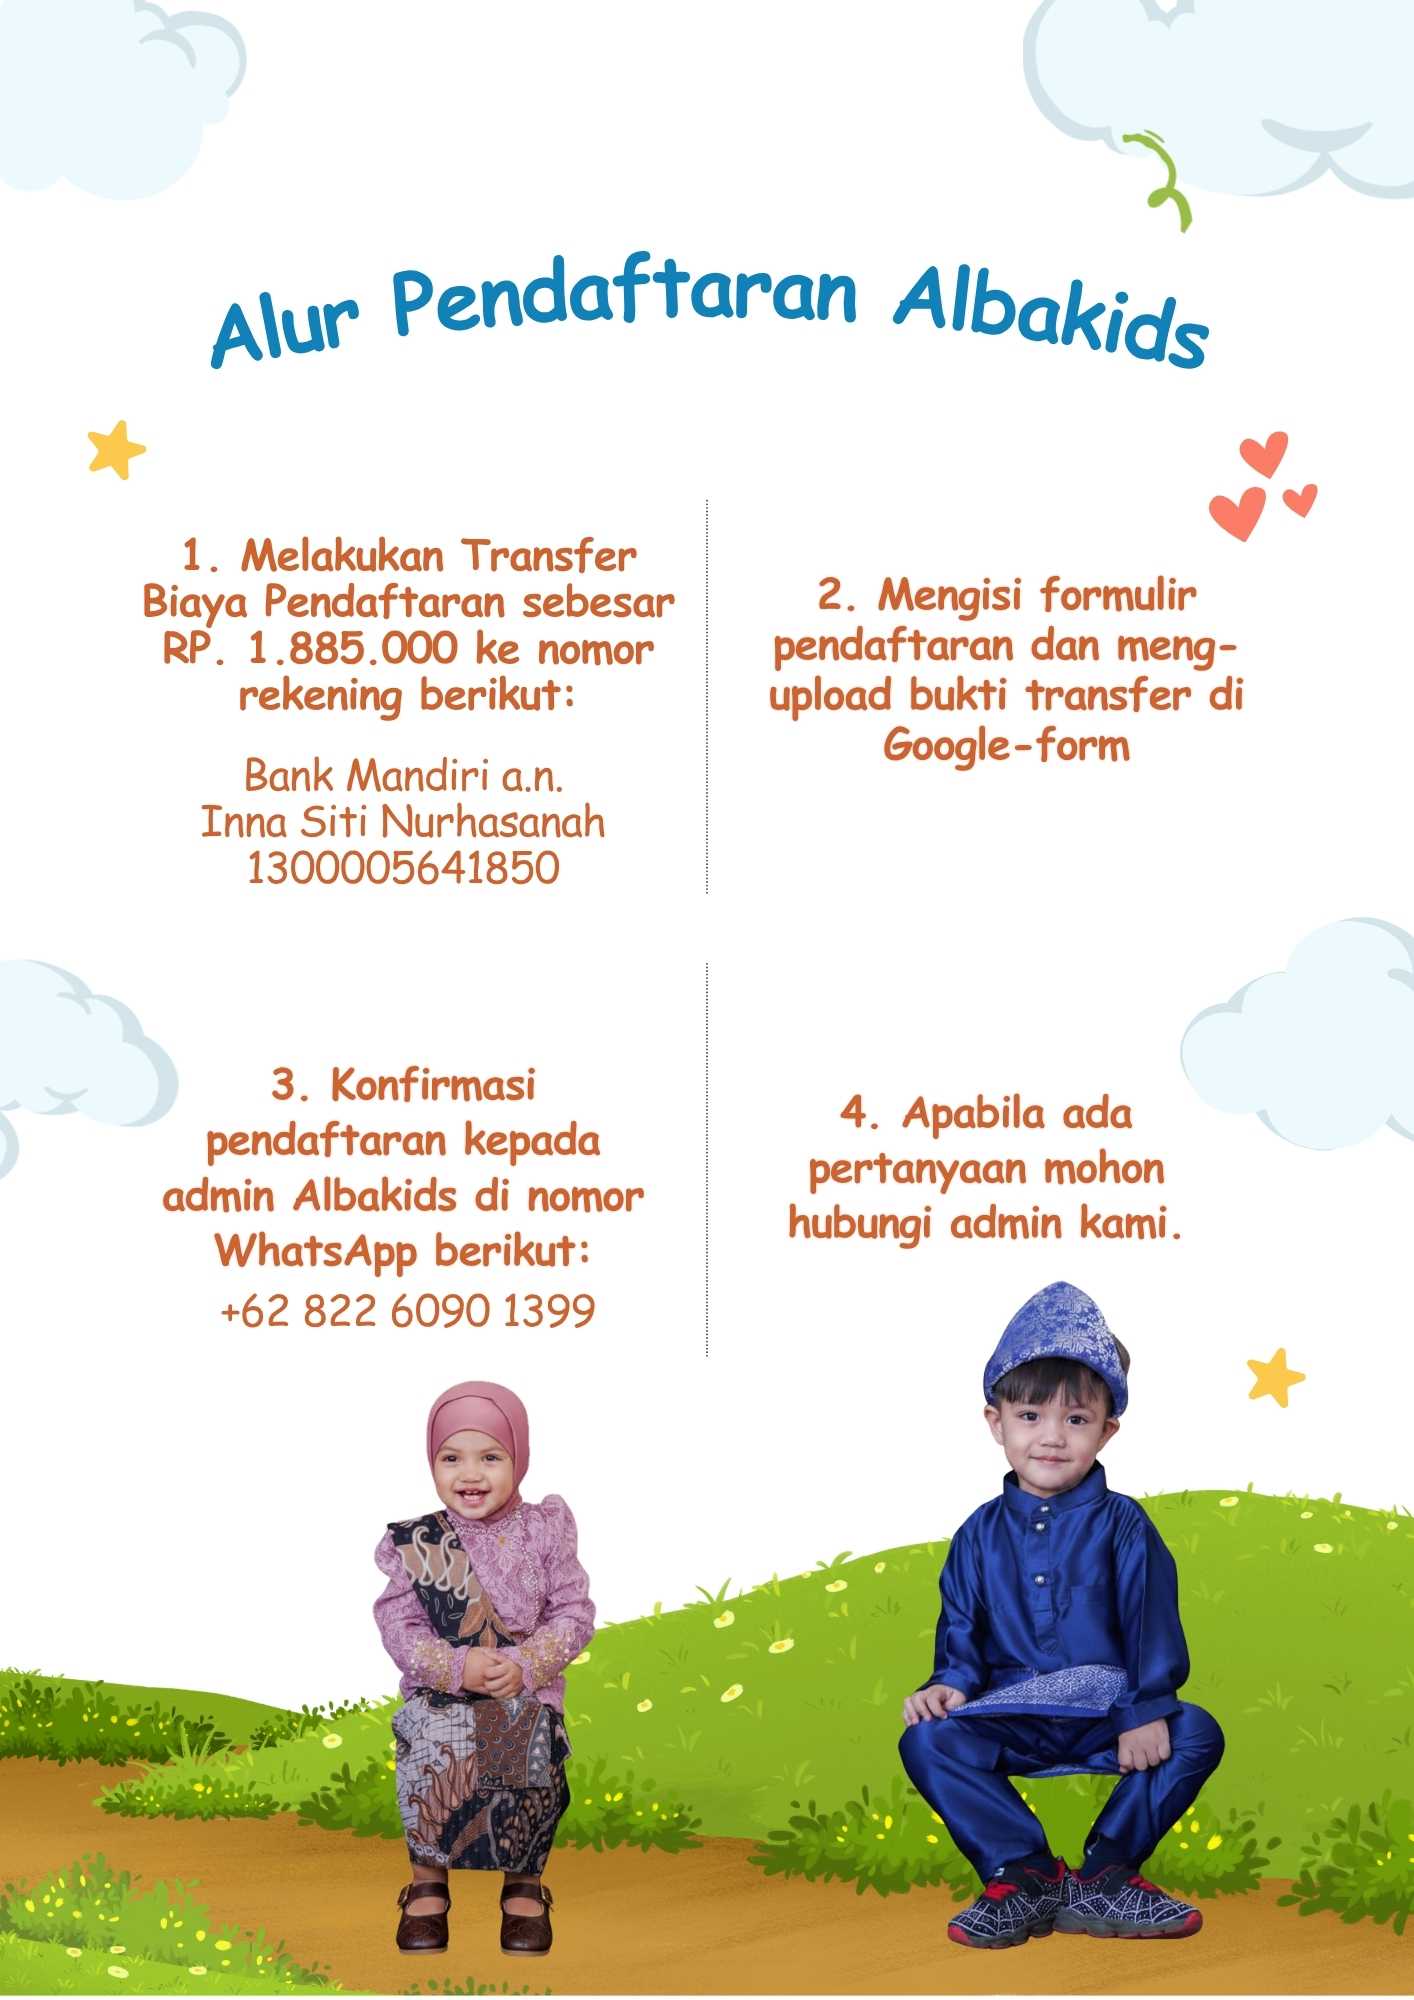 Alur Pendaftaran Albakids
1. Melakukan Transfer
Biaya Pendaftaran sebesar
RP. 1.885.000 ke nomor
rekening berikut:
Bank Mandiri a.n.
Inna Siti Nurhasanah
1300005641850
2. Mengisi formulir
pendaftaran dan meng-
upload bukti transfer di
Google-form
3. Konfirmasi
pendaftaran kepada
admin Albakids di nomor
WhatsApp berikut:
+62 822 6090 1399
4. Apabila ada
pertanyaan mohon
hubungi admin kami.